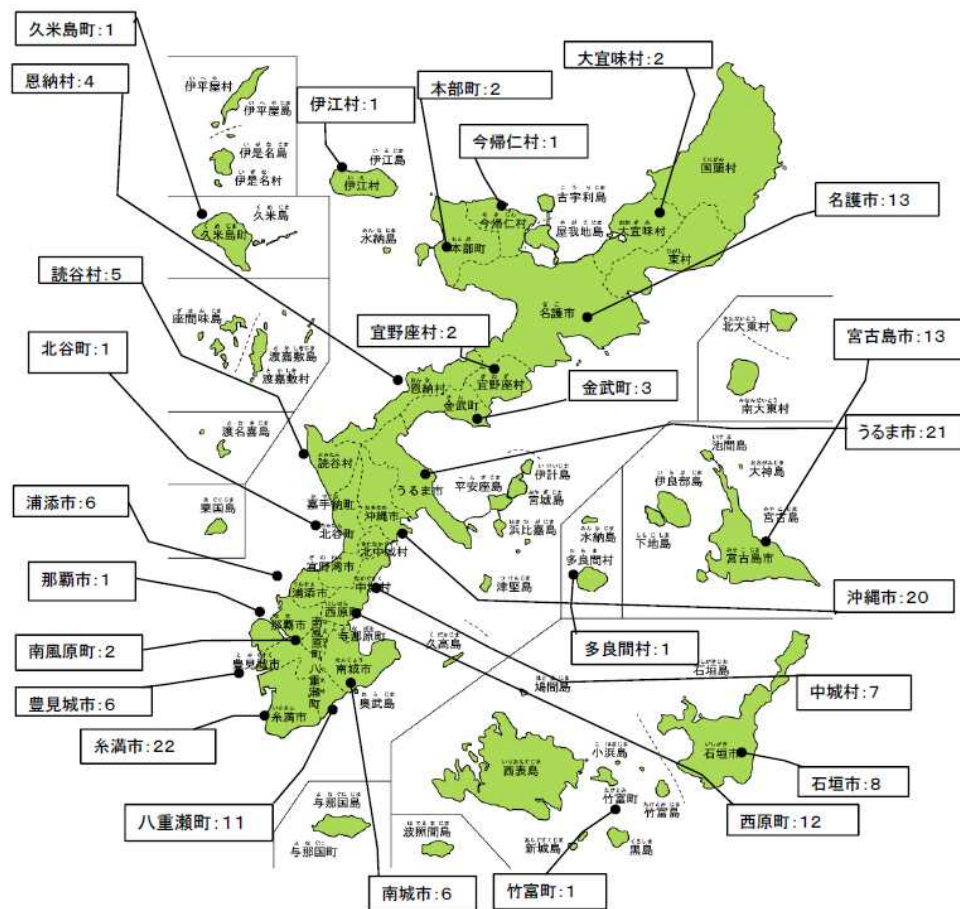 久米島町:1
恩納村:4
伊江村:1
本部町:2
大宜味村:2
今帰仁村:1
名護市:13
読谷村:5
北谷町:1
宜野座村:2
金武町:3
宮古島市:13
うるま市:21
浦添市:6
那覇市:1
南風原町:2
豊見城市:6
糸満市:22
八重瀬町:11
南城市:6
竹富町:1
西原町:12
石垣市:8
中城村:7
多良間村:1
沖縄市:20
伊平屋村
伊平屋島
伊是名島
伊是名村
伊江島
伊江村
久米島
久米島町
水納島
今帰仁村
本部町
古宇利島
屋我地島
国頭村
大宜味村
東村
名護市
座間味島
渡嘉敷島
渡嘉敷村
渡名喜島
粟国島
恩納村
宜野座村
金武町
読谷村
うるま市
嘉手納町
沖縄市
北谷町
北中城村
宜野湾市
中城村
浦添市
西原町
那覇市
南風原町
与那原町
豊見城市
八重瀬町
南城市
糸満市
奥武島
久高島
平安座島
伊計島
宮城島
浜比嘉島
津堅島
北大東村
南大東村
池間島
大神島
伊良部島
下地島
宮古島
宮古島市
水納島
多良間村
石垣島
石垣市
鳩間島
西表島
小浜島
竹富町
竹富島
新城島
黒島
波照間島
与那国島
与那国町